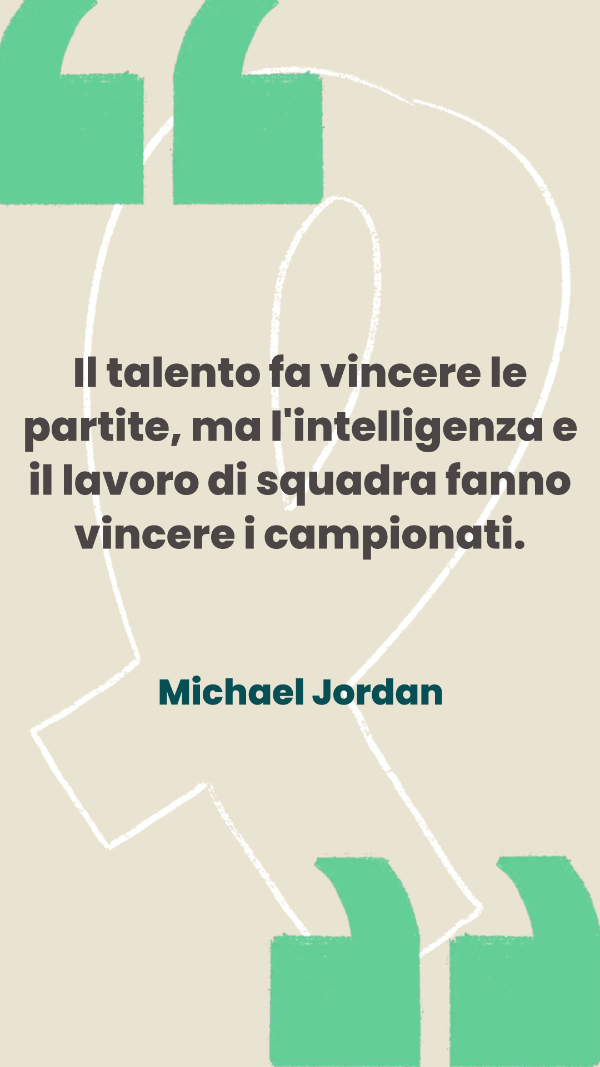 Il talento fa vincere le
partite, ma l'intelligenza e
il lavoro di squadra fanno
vincere i campionati.
Michael Jordan